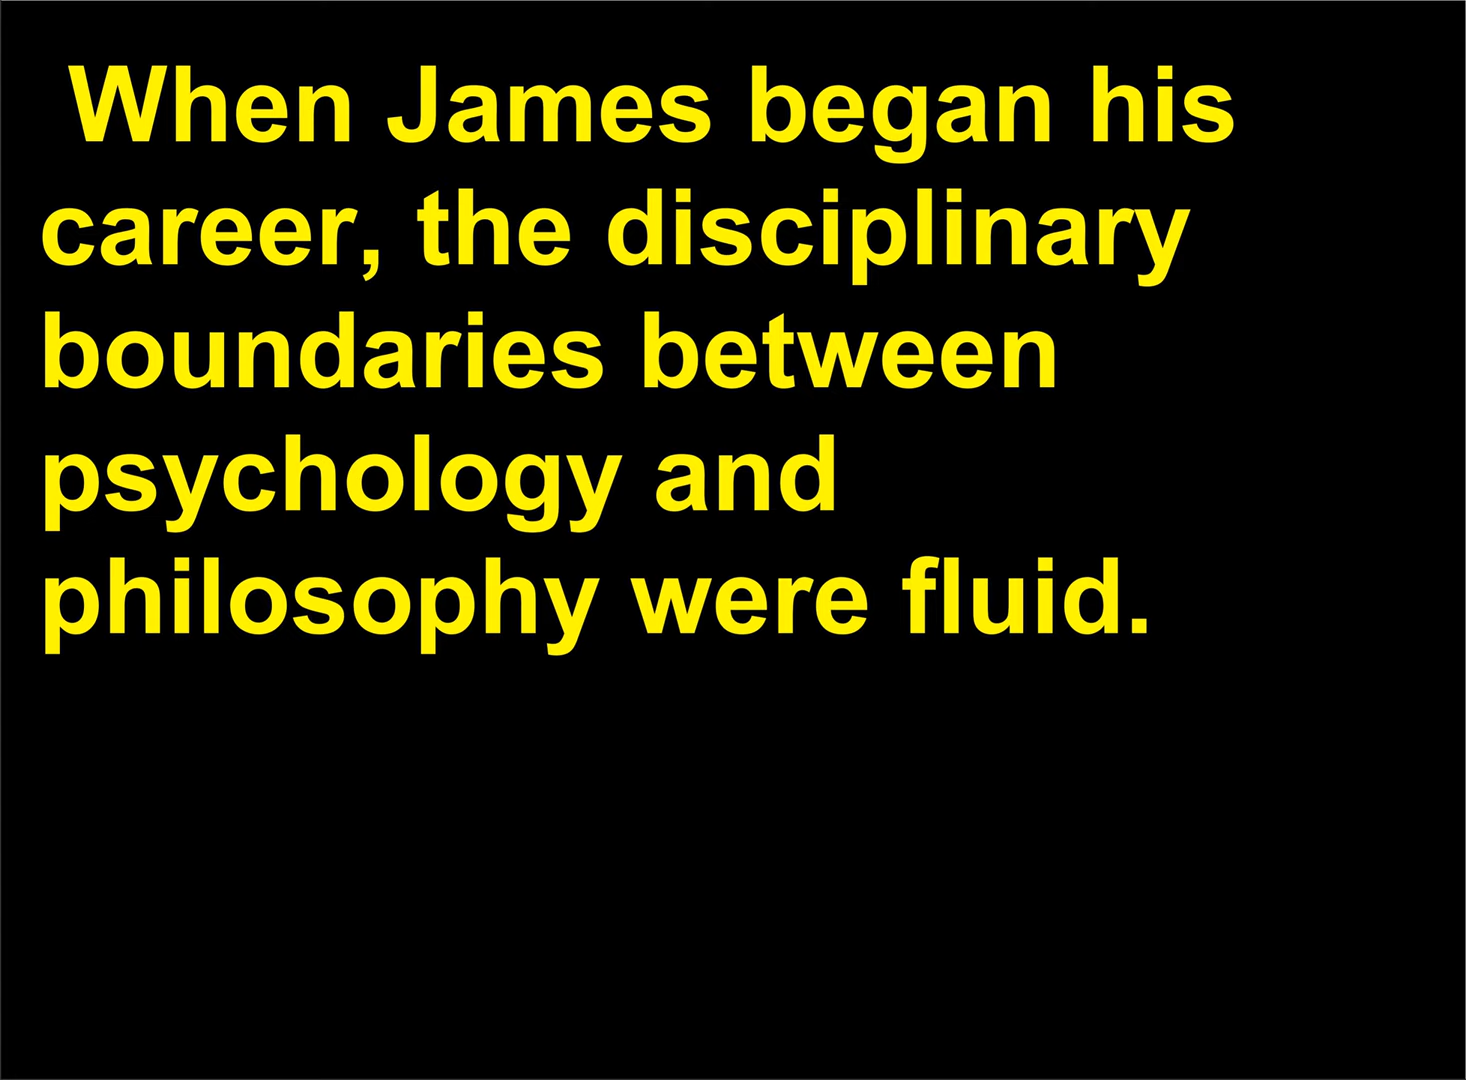 When James began his
career, the disciplinary
boundaries between
psychology and
philosophy were fluid.